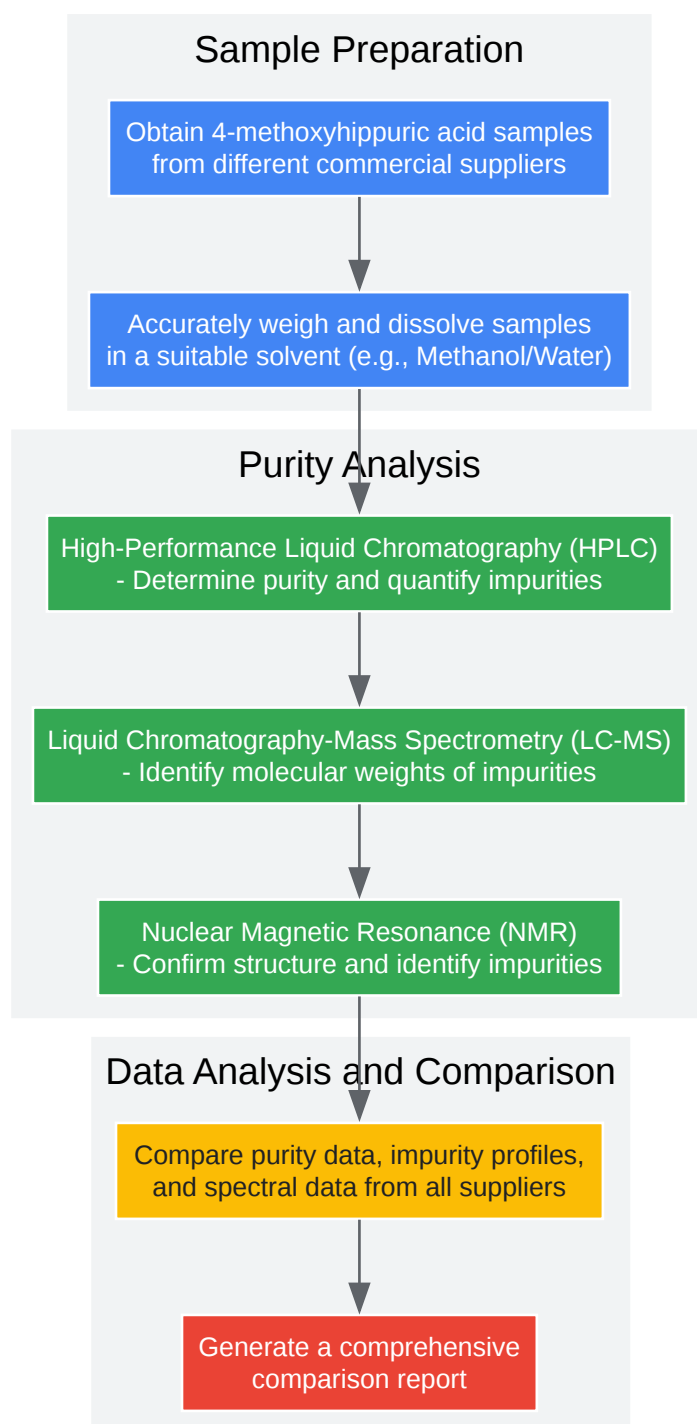 Sample Preparation
Obtain 4-methoxyhippuric acid samples
from different commercial suppliers
Accurately weigh and dissolve samples
in a suitable solvent (e.g., Methanol/Water)
Purity Analysis
High-Performance Liquid Chromatography (HPLC)
- Determine purity and quantify impurities
Liquid Chromatography-Mass Spectrometry (LC-MS)
- Identify molecular weights of impurities
Nuclear Magnetic Resonance (NMR)
- Confirm structure and identify impurities
Data Analysis and Comparison
Compare purity data, impurity profiles,
and spectral data from all suppliers
Generate a comprehensive
comparison report